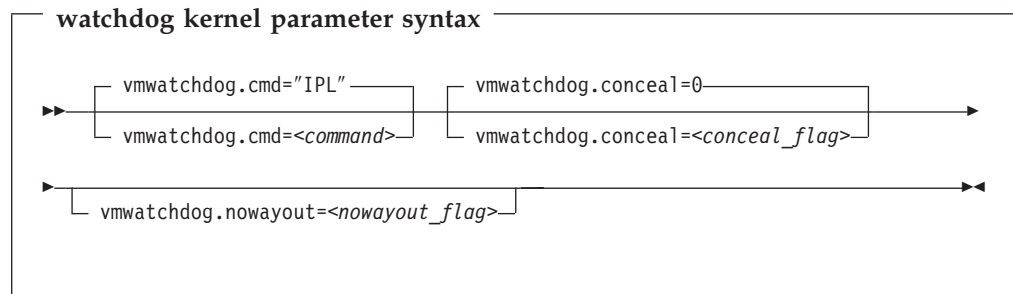 watchdog kernel parameter syntax
vmwatchdog.cmd="IPL" vmwatchdog.conceal=0
vmwatchdog.cmd=<command> vmwatchdog.conceal=<conceal_flag>
vmwatchdog.nowayout=<nowayout_flag>